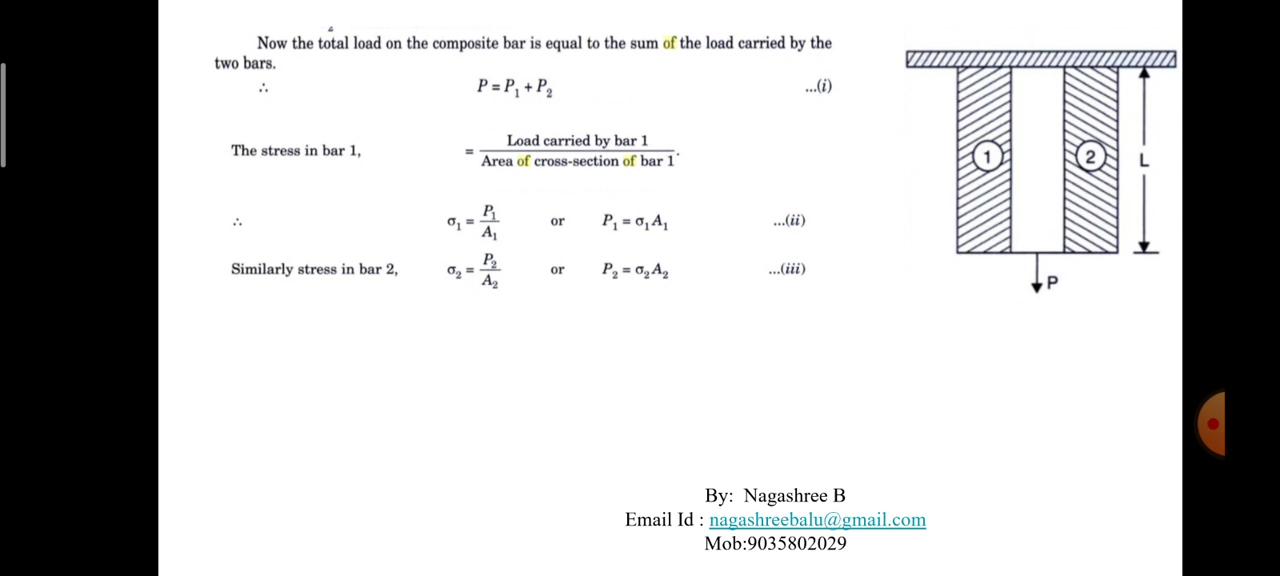 Now the total load on the composite bar is equal to the sum of the load carried by the
two bars.
∴ P = P₁ + P₂ ...(i)
The stress in bar 1, = Load carried by bar 1 / Area of cross-section of bar 1.
∴ σ₁ = P₁ / A₁ or P₁ = σ₁A₁ ...(ii)
Similarly stress in bar 2, σ₂ = P₂ / A₂ or P₂ = σ₂A₂ ...(iii)
1
2
L
P
By: Nagashree B
Email Id : nagashreebalu@gmail.com
Mob:9035802029